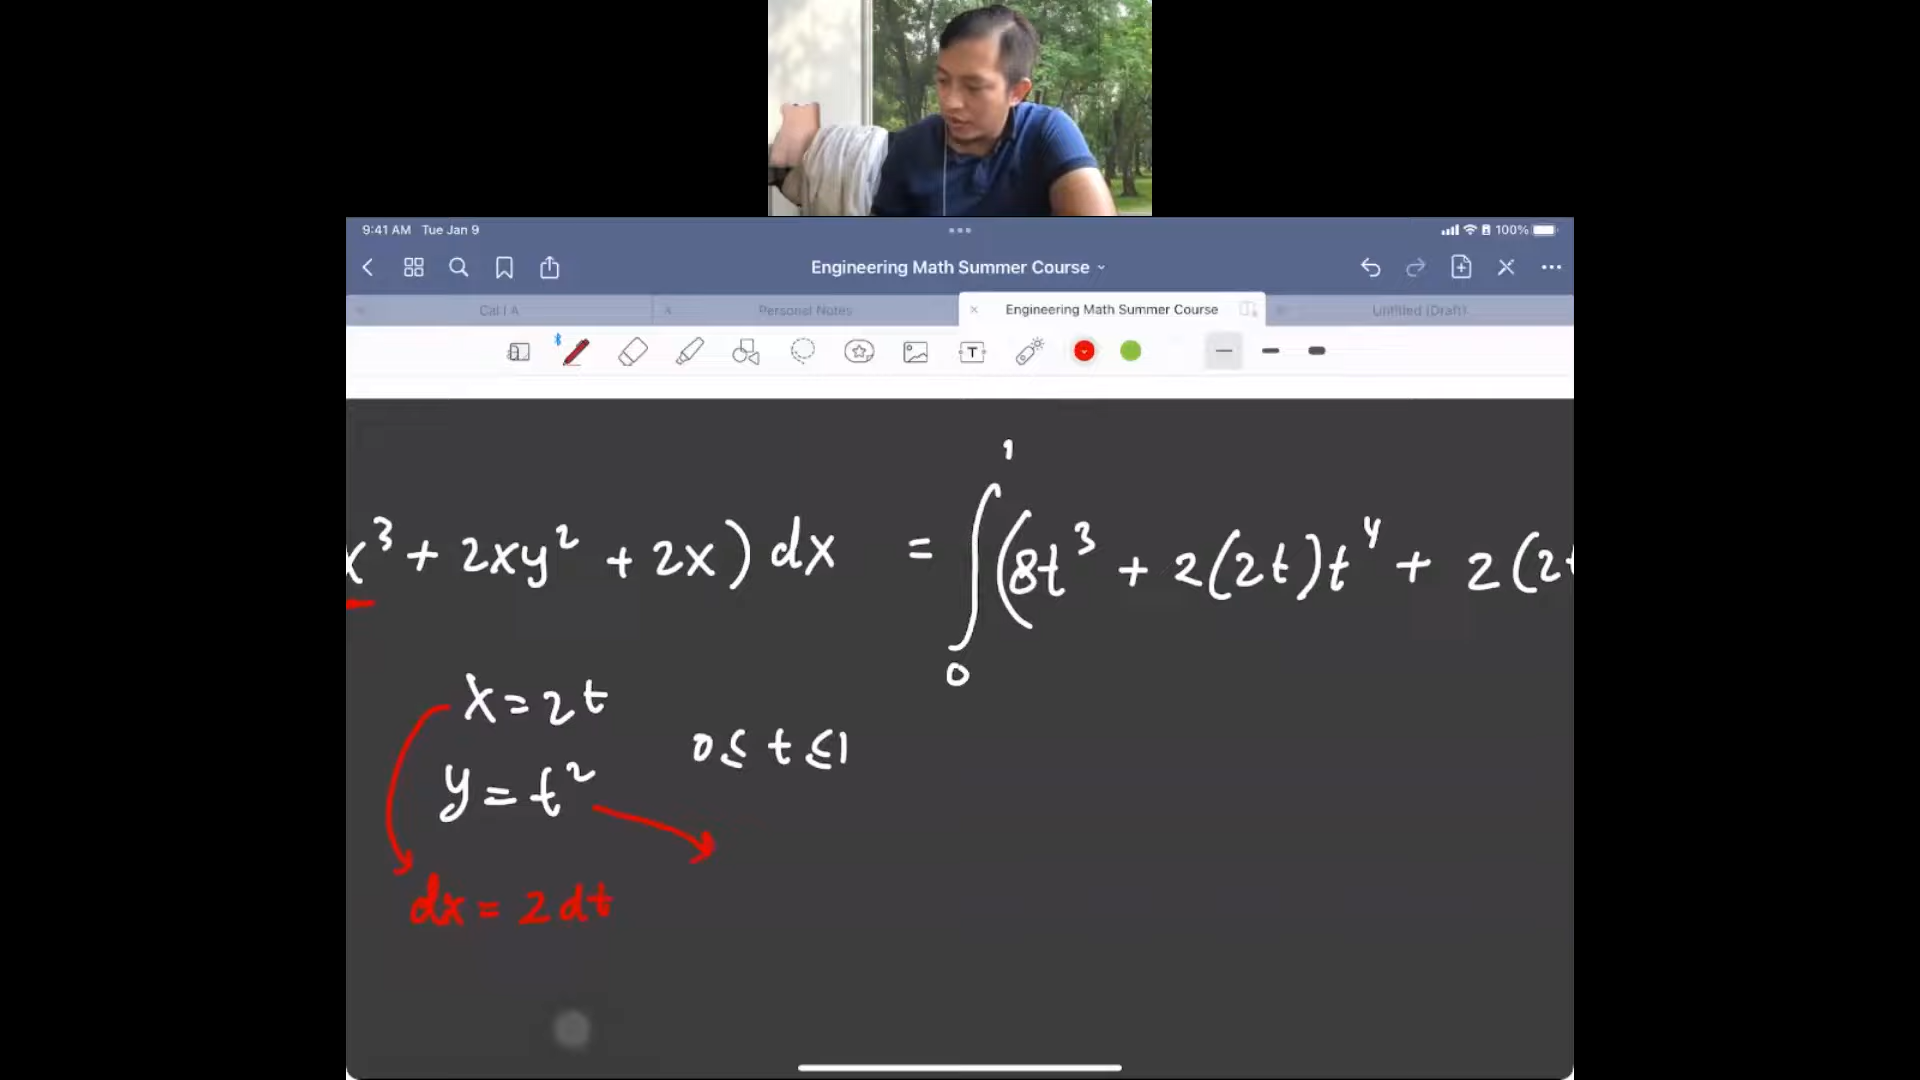 9:41 AM Tue Jan 9
100%
Engineering Math Summer Course
Cal I A
Personal Notes
Engineering Math Summer Course
Untitled (Draft)
T
x³ + 2xy² + 2x) dx = ∫₀¹ (8t³ + 2(2t)t⁴ + 2(2t
x = 2t
0 ≤ t ≤ 1
y = t²
dx = 2dt